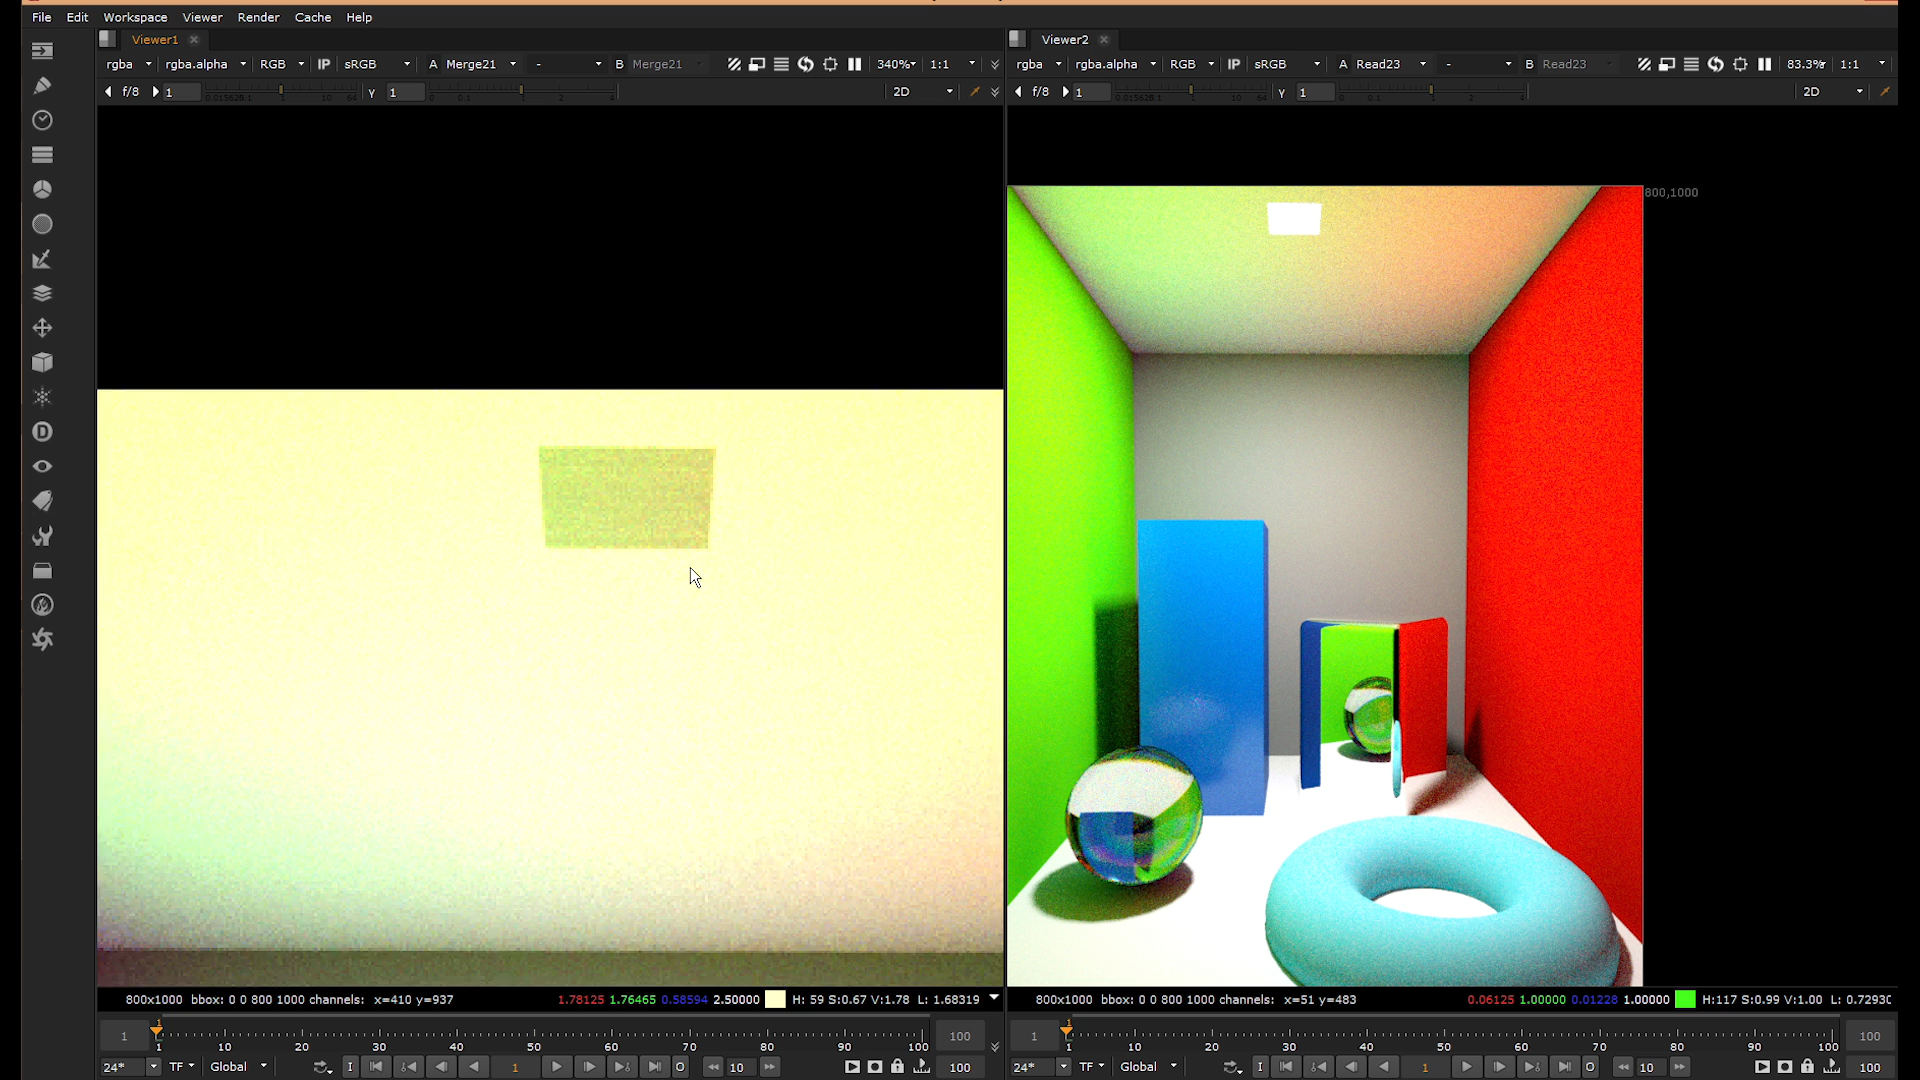 File Edit Workspace Viewer Render Cache Help
Viewer1
Viewer2
rgba rgba.alpha RGB IP sRGB A Merge21 - B Merge21 340% 1:1
rgba rgba.alpha RGB IP sRGB A Read23 - B Read23 83.3% 1:1
f/8 1 Y 1 2D
f/8 1 Y 1 2D
800,1000
D
800x1000 bbox: 0 0 800 1000 channels: x=410 y=937 1.78125 1.76465 0.58594 2.50000 H: 59 S:0.67 V:1.78 L: 1.68319
800x1000 bbox: 0 0 800 1000 channels: x=51 y=483 0.06125 1.00000 0.01228 1.00000 H:117 S:0.99 V:1.00 L: 0.7293
1 1 1 10 20 30 40 50 60 70 80 90 100 100
1 1 1 10 20 30 40 50 60 70 80 90 100 100
24* TF Global I 1 O 10 100
24* TF Global I 1 O 10 100